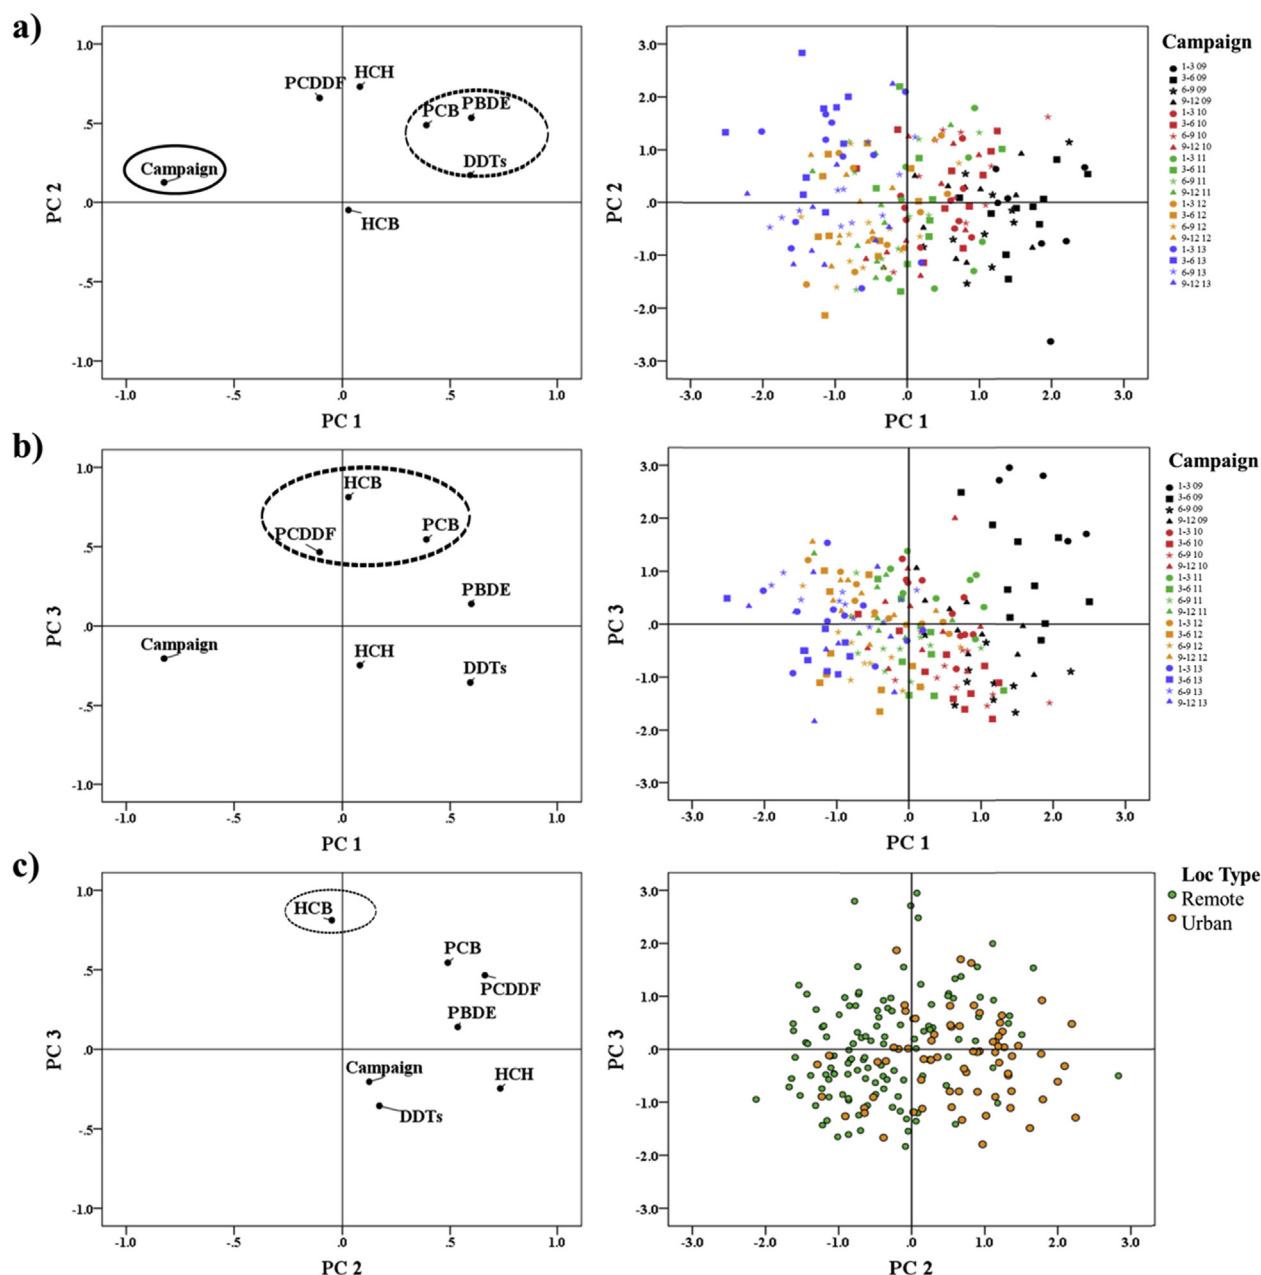 a)
1.0
.5
.0
-.5
-1.0
PC 2
PCDDF
HCH
PCB
PBDE
DDTs
Campaign
HCB
-1.0 -.5 .0 .5 1.0
PC 1
3.0
2.0
1.0
.0
-1.0
-2.0
-3.0
PC 2
-3.0 -2.0 -1.0 .0 1.0 2.0 3.0
PC 1
Campaign
1-3 09
3-6 09
6-9 09
9-12 09
1-3 10
3-6 10
6-9 10
9-12 10
1-3 11
3-6 11
6-9 11
9-12 11
1-3 12
3-6 12
6-9 12
9-12 12
1-3 13
3-6 13
6-9 13
9-12 13
b)
1.0
.5
.0
-.5
-1.0
PC 3
HCB
PCDDF
PCB
PBDE
Campaign
HCH
DDTs
-1.0 -.5 .0 .5 1.0
PC 1
3.0
2.0
1.0
.0
-1.0
-2.0
-3.0
PC 3
-3.0 -2.0 -1.0 .0 1.0 2.0 3.0
PC 1
Campaign
1-3 09
3-6 09
6-9 09
9-12 09
1-3 10
3-6 10
6-9 10
9-12 10
1-3 11
3-6 11
6-9 11
9-12 11
1-3 12
3-6 12
6-9 12
9-12 12
1-3 13
3-6 13
6-9 13
9-12 13
c)
1.0
.5
.0
-.5
-1.0
PC 3
HCB
PCB
PCDDF
PBDE
Campaign
HCH
DDTs
-1.0 -.5 .0 .5 1.0
PC 2
3.0
2.0
1.0
.0
-1.0
-2.0
-3.0
PC 3
-3.0 -2.0 -1.0 .0 1.0 2.0 3.0
PC 2
Loc Type
Remote
Urban